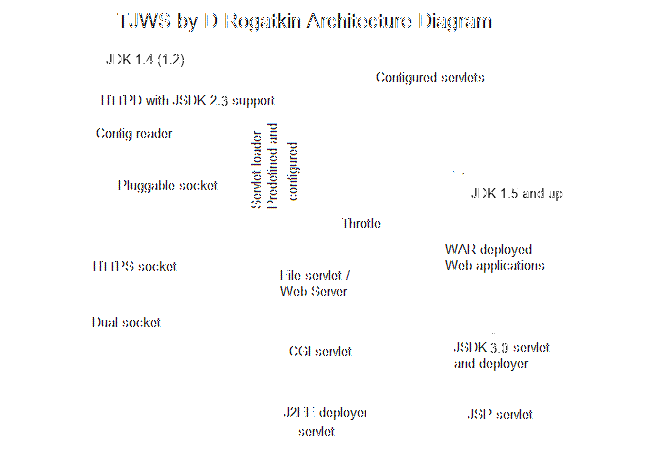 TJWS by D Rogatkin Architecture Diagram
JDK 1.4 (1.2)
Configured servlets
HTTPD with JSDK 2.3 support
Config reader
Servlet loader
Predefined and
configured
Pluggable socket
JDK 1.5 and up
Throtle
WAR deployed
Web applications
HTTPS socket
File servlet /
Web Server
Dual socket
CGI servlet
JSDK 3.0 servlet
and deployer
J2EE deployer
servlet
JSP servlet